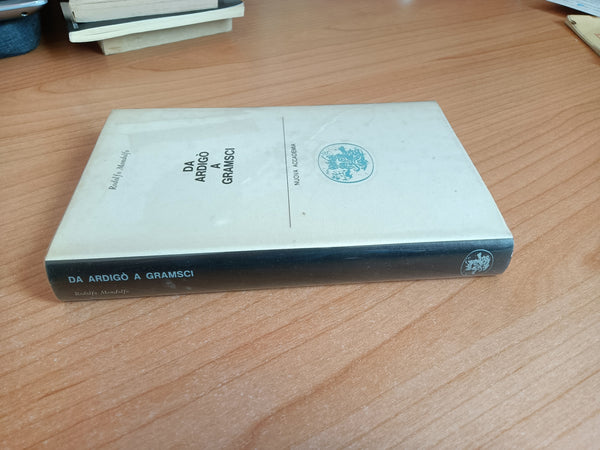 Rodolfo Mondolfo
DA
ARDIGÒ
A
GRAMSCI
NUOVA ACCADEMIA
DA ARDIGÒ A GRAMSCI
Rodolfo Mondolfo